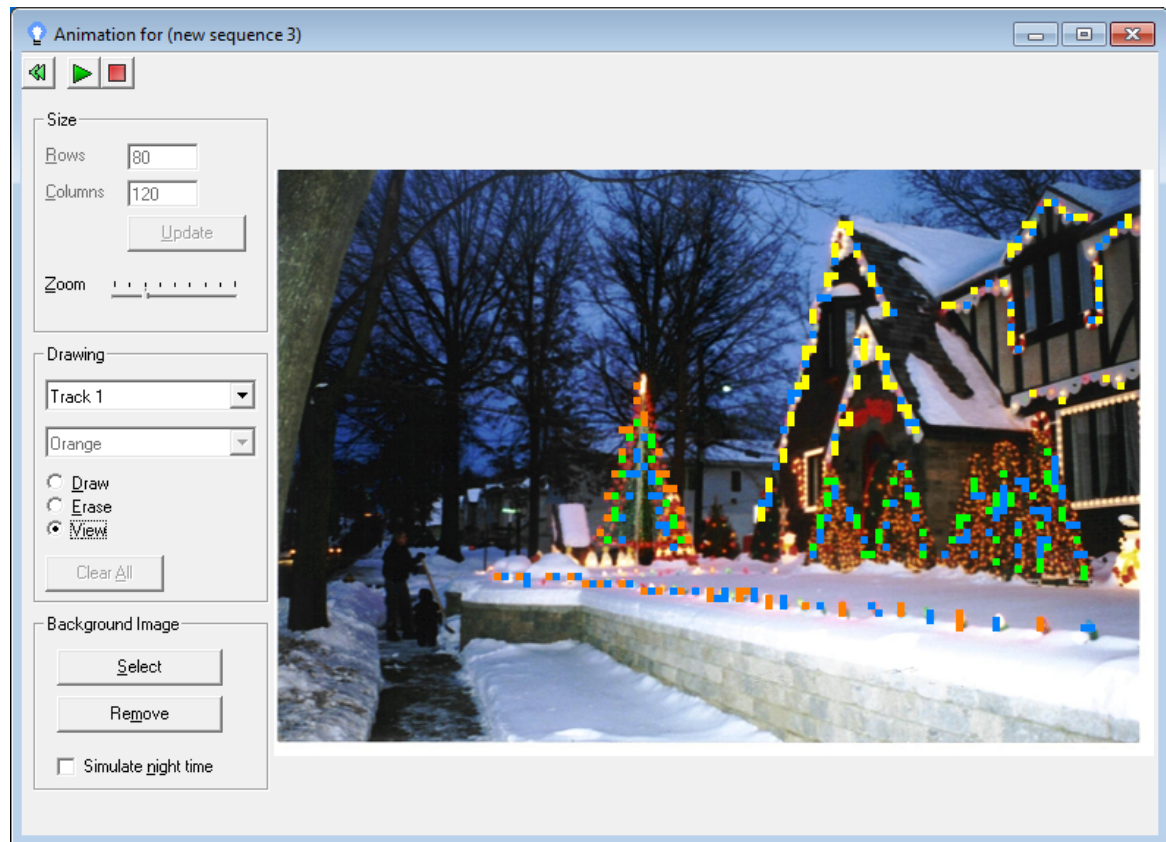 Animation for (new sequence 3)
Size
Rows
80
Columns
120
Update
Zoom
Drawing
Track 1
Orange
Draw
Erase
View
Clear All
Background Image
Select
Remove
Simulate night time